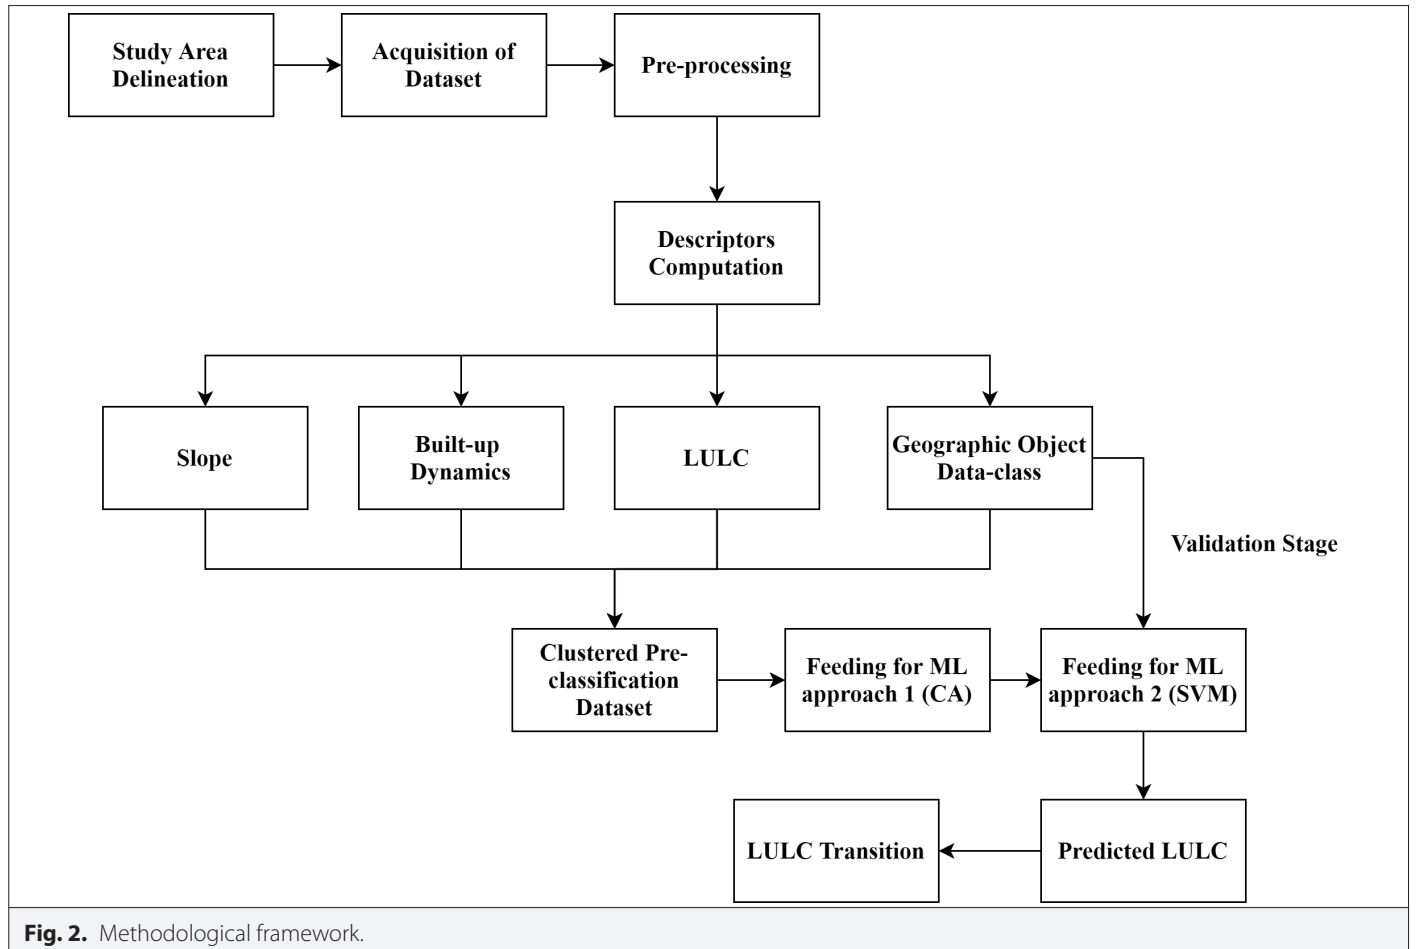 Study Area
Delineation
Acquisition of
Dataset
Pre-processing
Descriptors
Computation
Slope
Built-up
Dynamics
LULC
Geographic Object
Data-class
Validation Stage
Clustered Pre-
classification
Dataset
Feeding for ML
approach 1 (CA)
Feeding for ML
approach 2 (SVM)
LULC Transition
Predicted LULC
Fig. 2. Methodological framework.